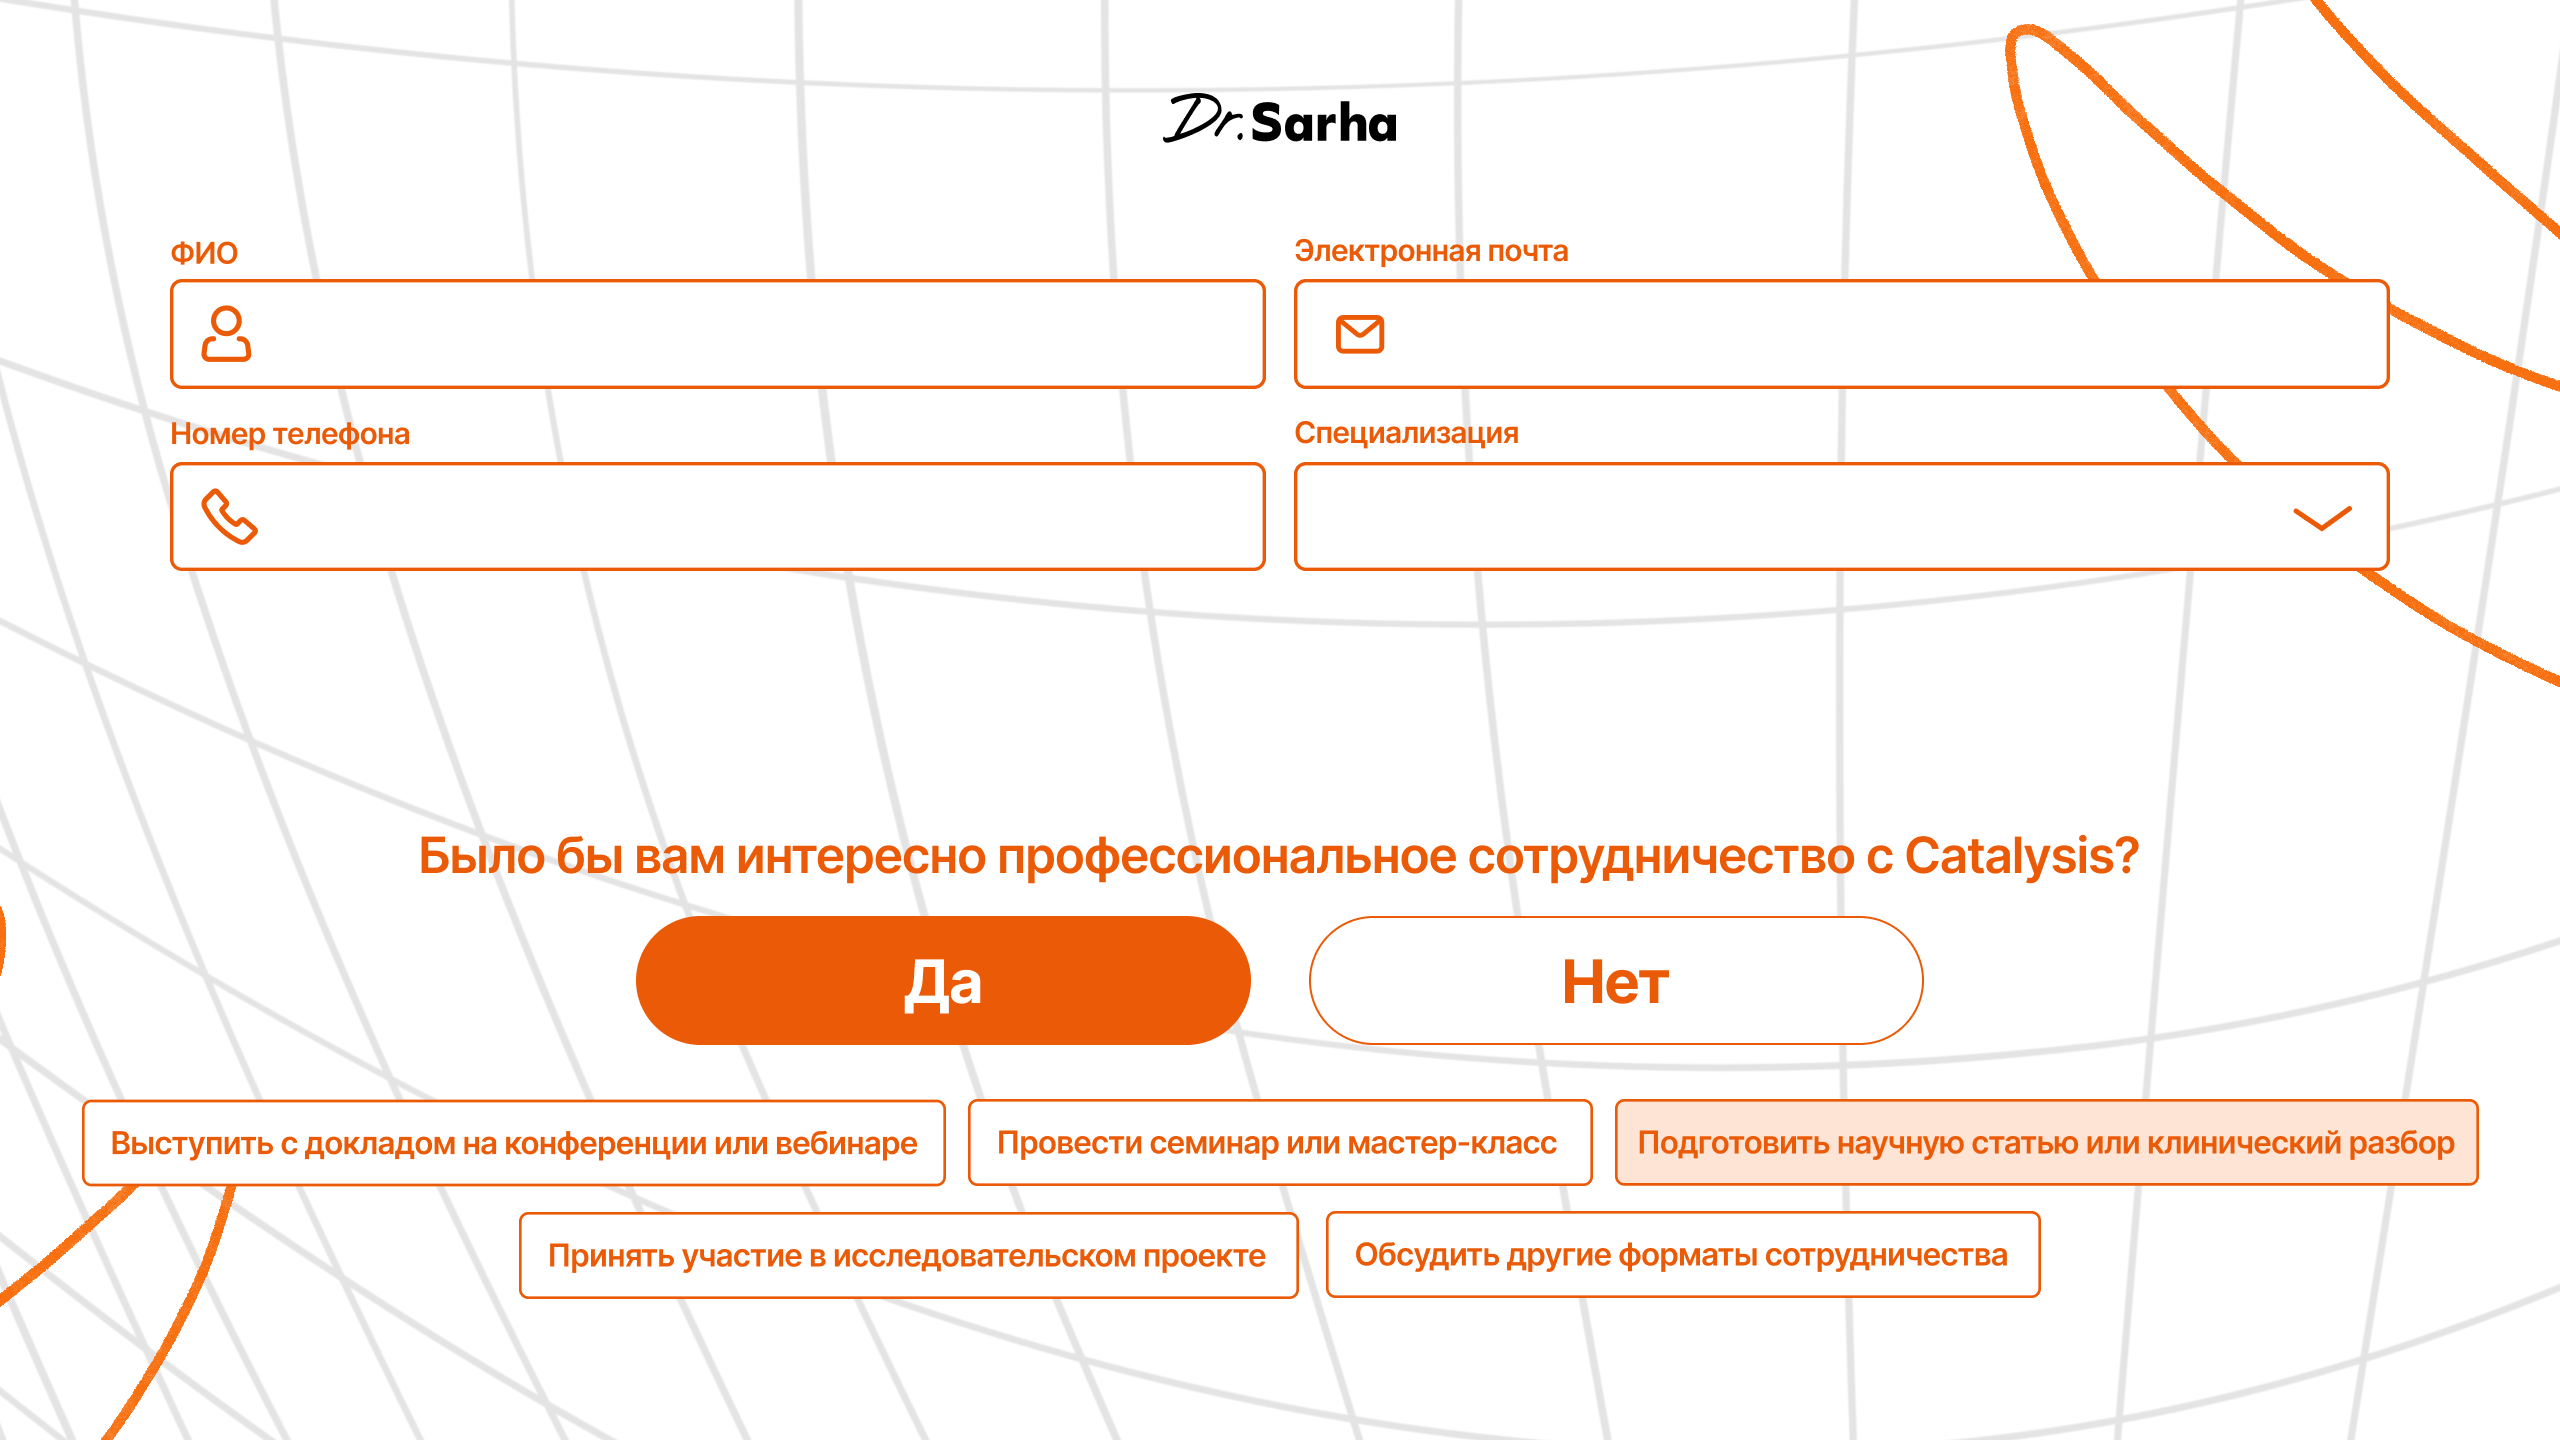 Dr. Sarha
ФИО
Электронная почта
Номер телефона
Специализация
Было бы вам интересно профессиональное сотрудничество с Catalysis?
Да
Нет
Выступить с докладом на конференции или вебинаре
Провести семинар или мастер-класс
Подготовить научную статью или клинический разбор
Принять участие в исследовательском проекте
Обсудить другие форматы сотрудничества